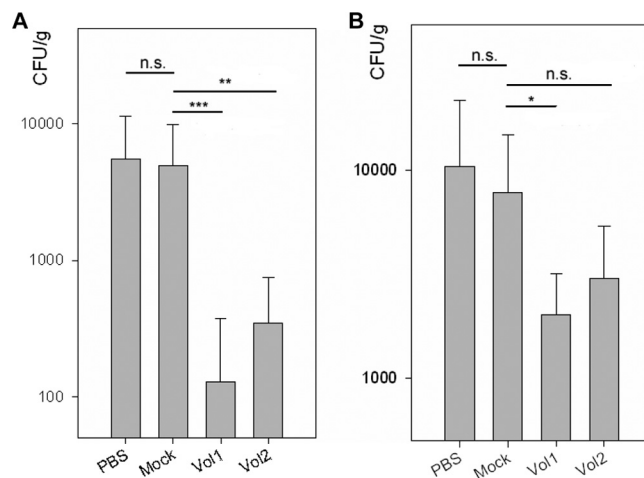 A
CFU/g
n.s.
**
***
10000
1000
100
PBS
Mock
Vol1
Vol2
B
CFU/g
n.s.
n.s.
*
10000
1000
PBS
Mock
Vol1
Vol2